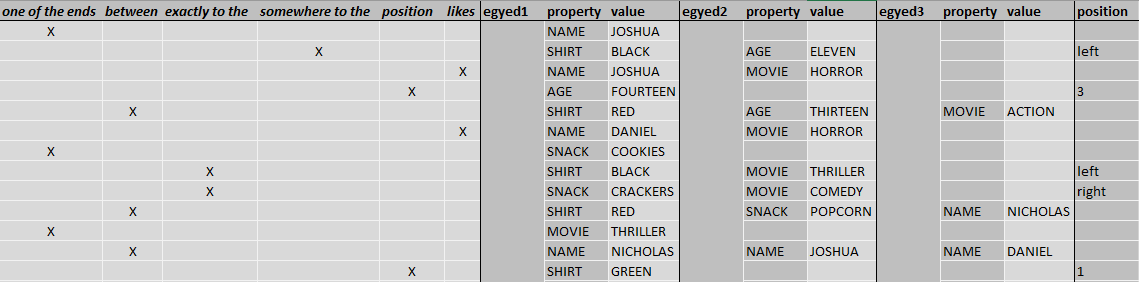 one of the ends between exactly to the somewhere to the position likes egyed1 property value egyed2 property value egyed3 property value position
X NAME JOSHUA
X SHIRT BLACK AGE ELEVEN left
X NAME JOSHUA MOVIE HORROR
X AGE FOURTEEN 3
X SHIRT RED AGE THIRTEEN MOVIE ACTION
X NAME DANIEL MOVIE HORROR
X SNACK COOKIES
X SHIRT BLACK MOVIE THRILLER left
X SNACK CRACKERS MOVIE COMEDY right
X SHIRT RED SNACK POPCORN NAME NICHOLAS
X MOVIE THRILLER
X NAME NICHOLAS NAME JOSHUA NAME DANIEL
X SHIRT GREEN 1